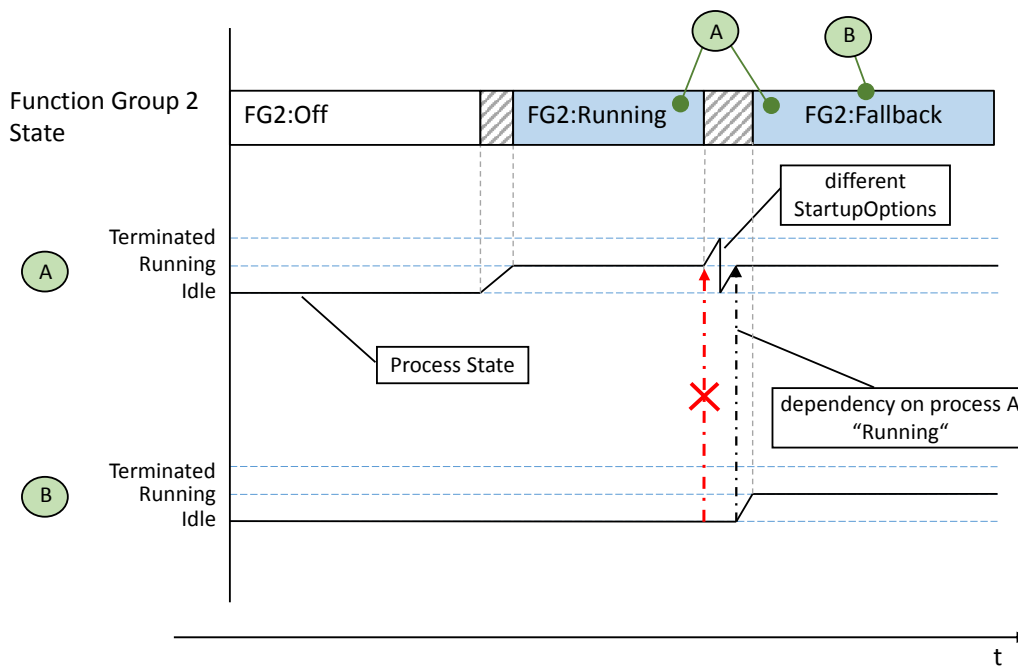 A
B
Function Group 2
State
FG2:Off
FG2:Running
FG2:Fallback
different
StartupOptions
Terminated
Running
Idle
A
Process State
dependency on process A
“Running“
Terminated
Running
Idle
B
t